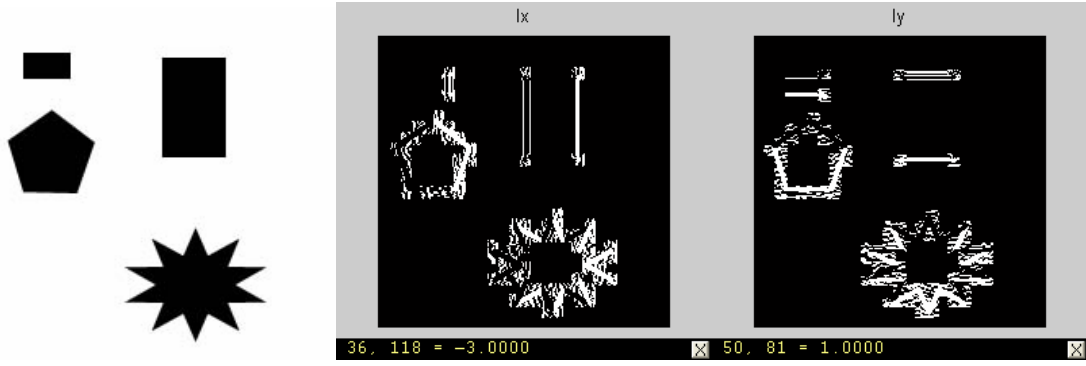 Ix
Iy
36, 118 = −3.0000
X
50, 81 = 1.0000
X